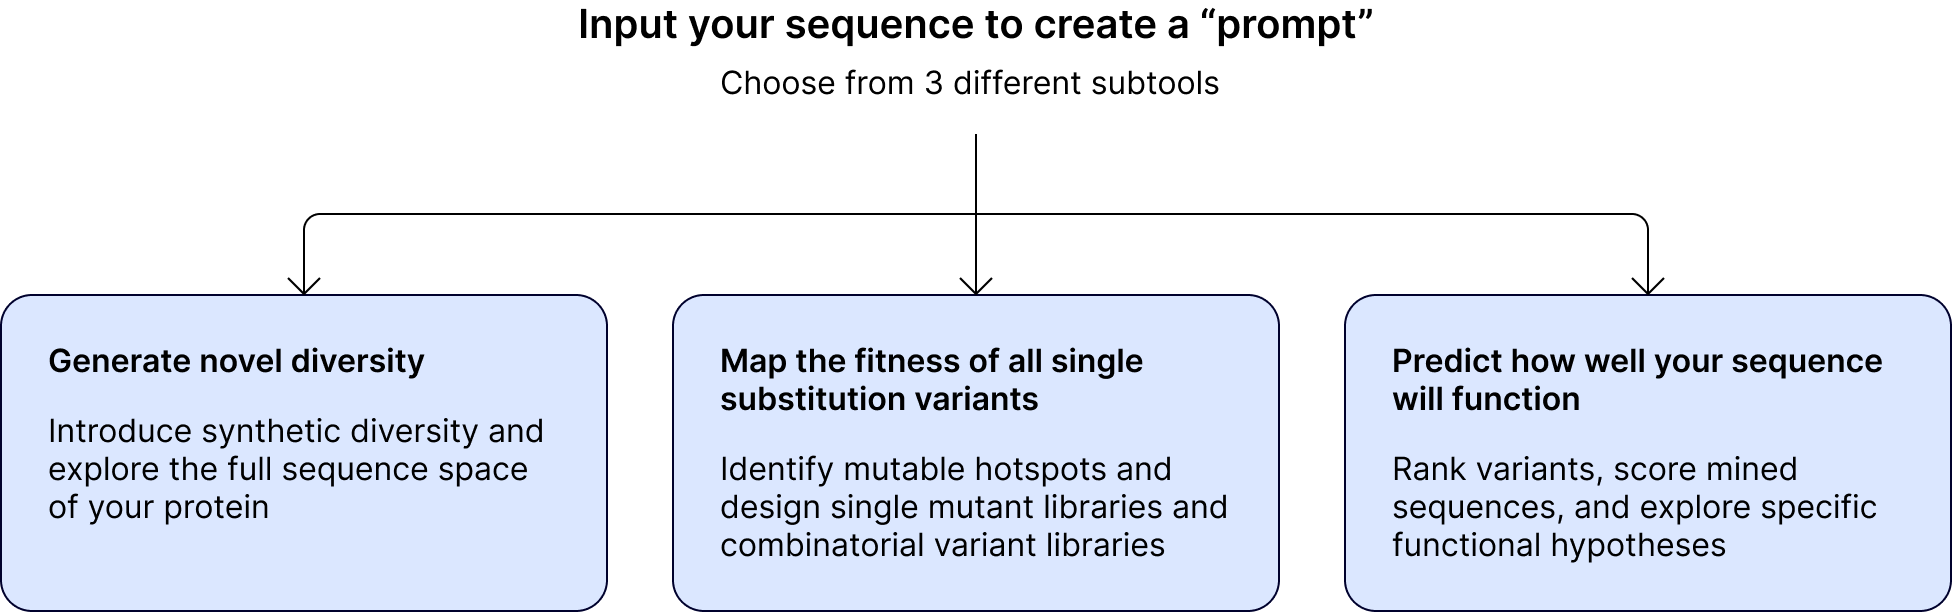 Input your sequence to create a “prompt”
Choose from 3 different subtools
Generate novel diversity
Introduce synthetic diversity and
explore the full sequence space
of your protein
Map the fitness of all single
substitution variants
Identify mutable hotspots and
design single mutant libraries and
combinatorial variant libraries
Predict how well your sequence
will function
Rank variants, score mined
sequences, and explore specific
functional hypotheses